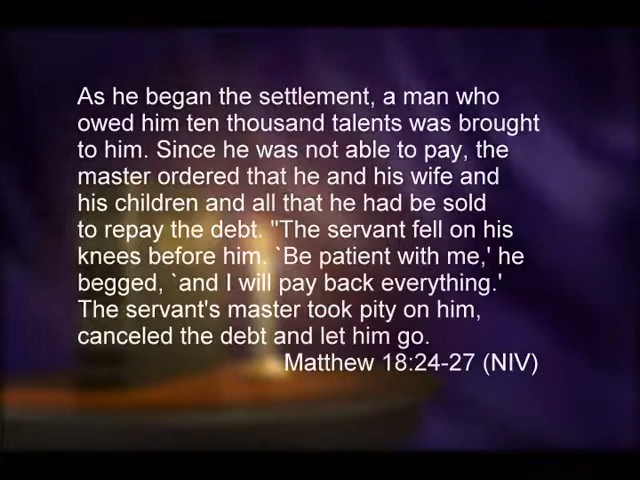 As he began the settlement, a man who
owed him ten thousand talents was brought
to him. Since he was not able to pay, the
master ordered that he and his wife and
his children and all that he had be sold
to repay the debt. "The servant fell on his
knees before him. `Be patient with me,' he
begged, `and I will pay back everything.'
The servant's master took pity on him,
canceled the debt and let him go.
Matthew 18:24-27 (NIV)